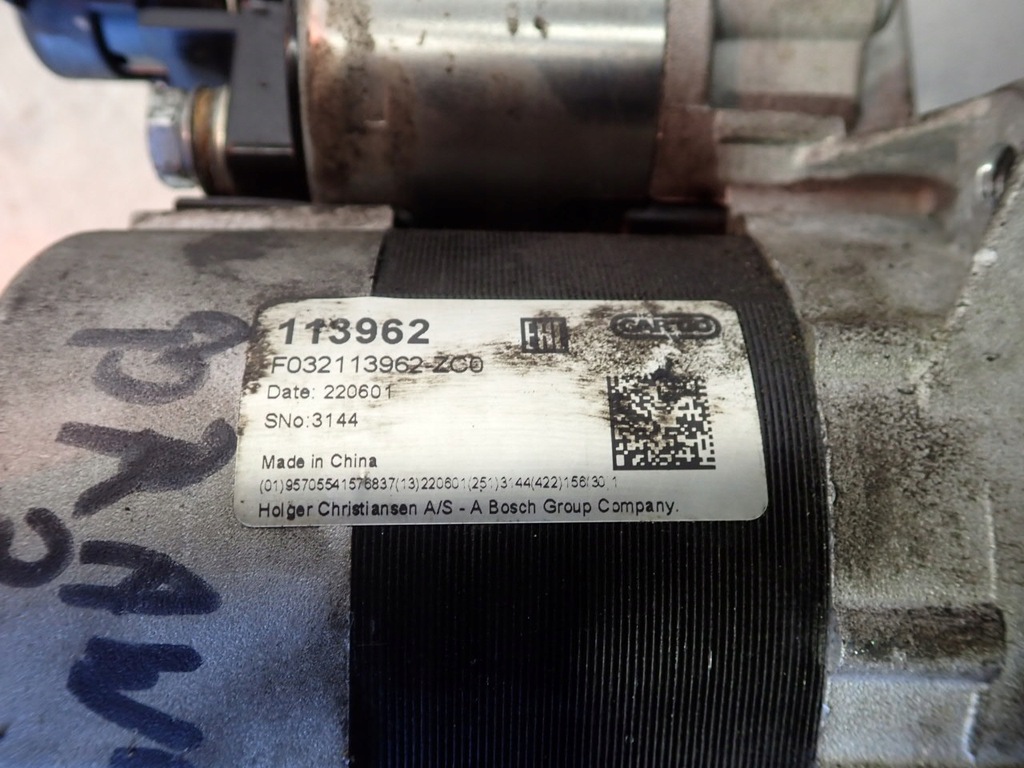 113962
CARGO
F032113962-ZC0
Date: 220601
SNo:3144
Made in China
(01)95705541576837(13)220601(251)3144(422)156(30)1
Holger Christiansen A/S - A Bosch Group Company.